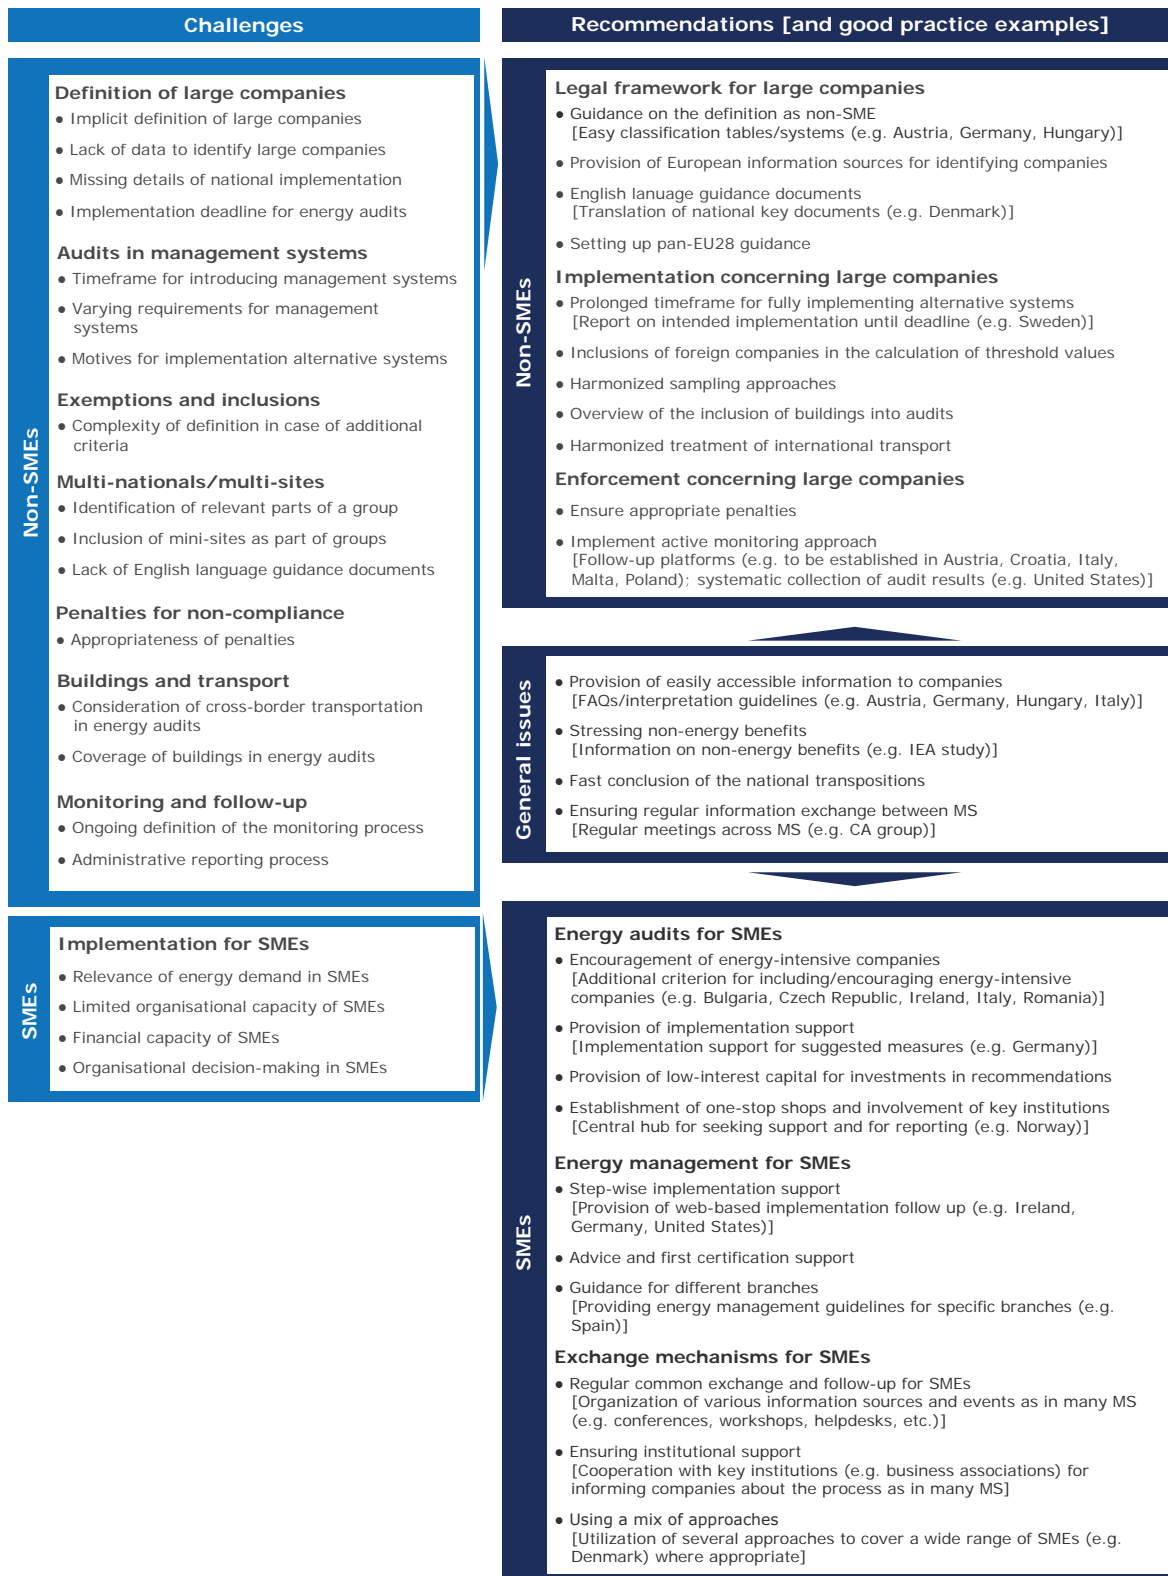 Challenges
Non-SMEs
Definition of large companies
● Implicit definition of large companies
● Lack of data to identify large companies
● Missing details of national implementation
● Implementation deadline for energy audits
Audits in management systems
● Timeframe for introducing management systems
● Varying requirements for management
systems
● Motives for implementation alternative systems
Exemptions and inclusions
● Complexity of definition in case of additional
criteria
Multi-nationals/multi-sites
● Identification of relevant parts of a group
● Inclusion of mini-sites as part of groups
● Lack of English language guidance documents
Penalties for non-compliance
● Appropriateness of penalties
Buildings and transport
● Consideration of cross-border transportation
in energy audits
● Coverage of buildings in energy audits
Monitoring and follow-up
● Ongoing definition of the monitoring process
● Administrative reporting process
SMEs
Implementation for SMEs
● Relevance of energy demand in SMEs
● Limited organisational capacity of SMEs
● Financial capacity of SMEs
● Organisational decision-making in SMEs
Recommendations [and good practice examples]
Non-SMEs
Legal framework for large companies
● Guidance on the definition as non-SME
[Easy classification tables/systems (e.g. Austria, Germany, Hungary)]
● Provision of European information sources for identifying companies
● English lanuage guidance documents
[Translation of national key documents (e.g. Denmark)]
● Setting up pan-EU28 guidance
Implementation concerning large companies
● Prolonged timeframe for fully implementing alternative systems
[Report on intended implementation until deadline (e.g. Sweden)]
● Inclusions of foreign companies in the calculation of threshold values
● Harmonized sampling approaches
● Overview of the inclusion of buildings into audits
● Harmonized treatment of international transport
Enforcement concerning large companies
● Ensure appropriate penalties
● Implement active monitoring approach
[Follow-up platforms (e.g. to be established in Austria, Croatia, Italy,
Malta, Poland); systematic collection of audit results (e.g. United States)]
General issues
● Provision of easily accessible information to companies
[FAQs/interpretation guidelines (e.g. Austria, Germany, Hungary, Italy)]
● Stressing non-energy benefits
[Information on non-energy benefits (e.g. IEA study)]
● Fast conclusion of the national transpositions
● Ensuring regular information exchange between MS
[Regular meetings across MS (e.g. CA group)]
SMEs
Energy audits for SMEs
● Encouragement of energy-intensive companies
[Additional criterion for including/encouraging energy-intensive
companies (e.g. Bulgaria, Czech Republic, Ireland, Italy, Romania)]
● Provision of implementation support
[Implementation support for suggested measures (e.g. Germany)]
● Provision of low-interest capital for investments in recommendations
● Establishment of one-stop shops and involvement of key institutions
[Central hub for seeking support and for reporting (e.g. Norway)]
Energy management for SMEs
● Step-wise implementation support
[Provision of web-based implementation follow up (e.g. Ireland,
Germany, United States)]
● Advice and first certification support
● Guidance for different branches
[Providing energy management guidelines for specific branches (e.g.
Spain)]
Exchange mechanisms for SMEs
● Regular common exchange and follow-up for SMEs
[Organization of various information sources and events as in many MS
(e.g. conferences, workshops, helpdesks, etc.)]
● Ensuring institutional support
[Cooperation with key institutions (e.g. business associations) for
informing companies about the process as in many MS]
● Using a mix of approaches
[Utilization of several approaches to cover a wide range of SMEs (e.g.
Denmark) where appropriate]